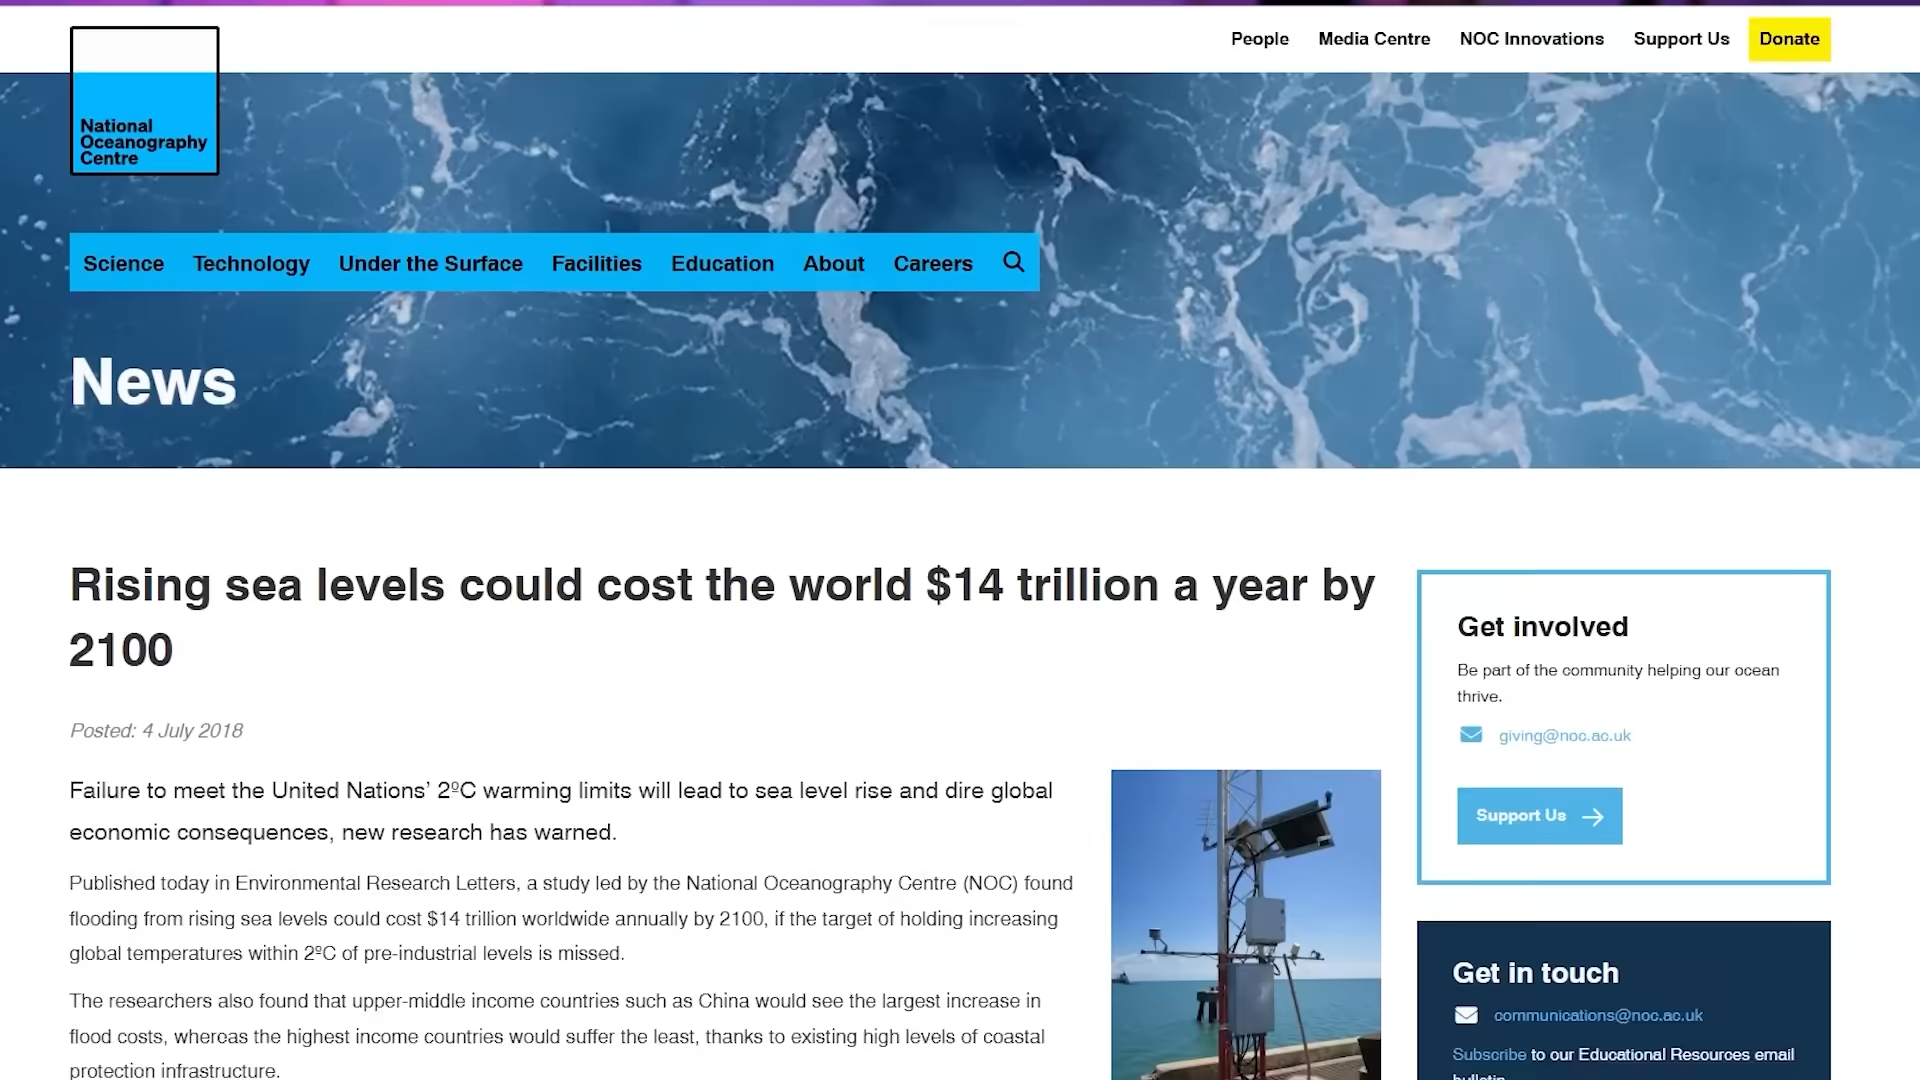 People Media Centre NOC Innovations Support Us Donate
National
Oceanography
Centre
Science Technology Under the Surface Facilities Education About Careers
News
Rising sea levels could cost the world $14 trillion a year by
2100
Posted: 4 July 2018
Failure to meet the United Nations’ 2ºC warming limits will lead to sea level rise and dire global
economic consequences, new research has warned.
Published today in Environmental Research Letters, a study led by the National Oceanography Centre (NOC) found
flooding from rising sea levels could cost $14 trillion worldwide annually by 2100, if the target of holding increasing
global temperatures within 2ºC of pre-industrial levels is missed.
The researchers also found that upper-middle income countries such as China would see the largest increase in
flood costs, whereas the highest income countries would suffer the least, thanks to existing high levels of coastal
protection infrastructure.
Get involved
Be part of the community helping our ocean
thrive.
giving@noc.ac.uk
Support Us
Get in touch
communications@noc.ac.uk
Subscribe to our Educational Resources email
bulletin